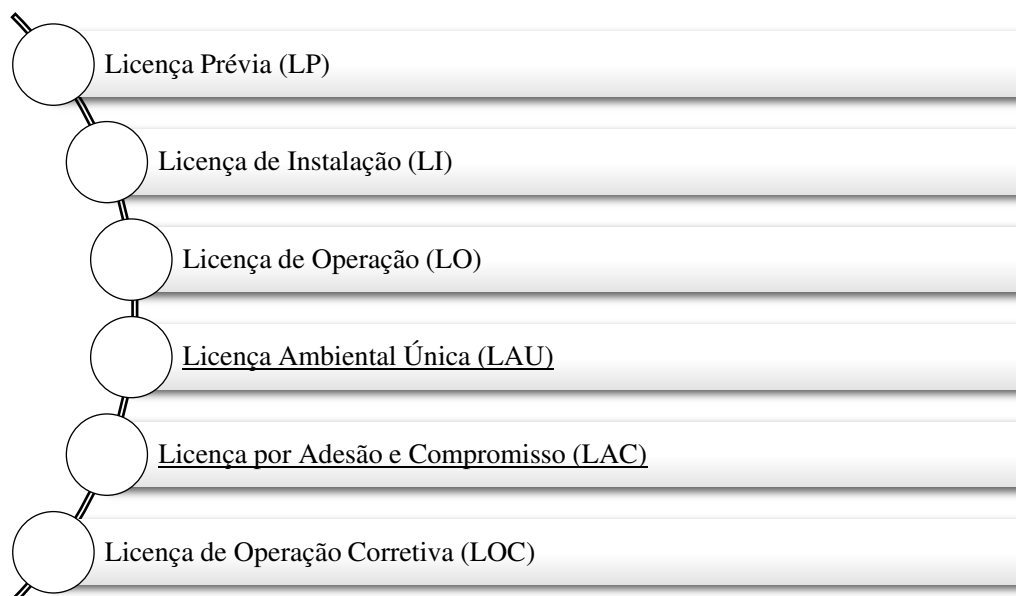 Licença Prévia (LP)
Licença de Instalação (LI)
Licença de Operação (LO)
Licença Ambiental Única (LAU)
Licença por Adesão e Compromisso (LAC)
Licença de Operação Corretiva (LOC)